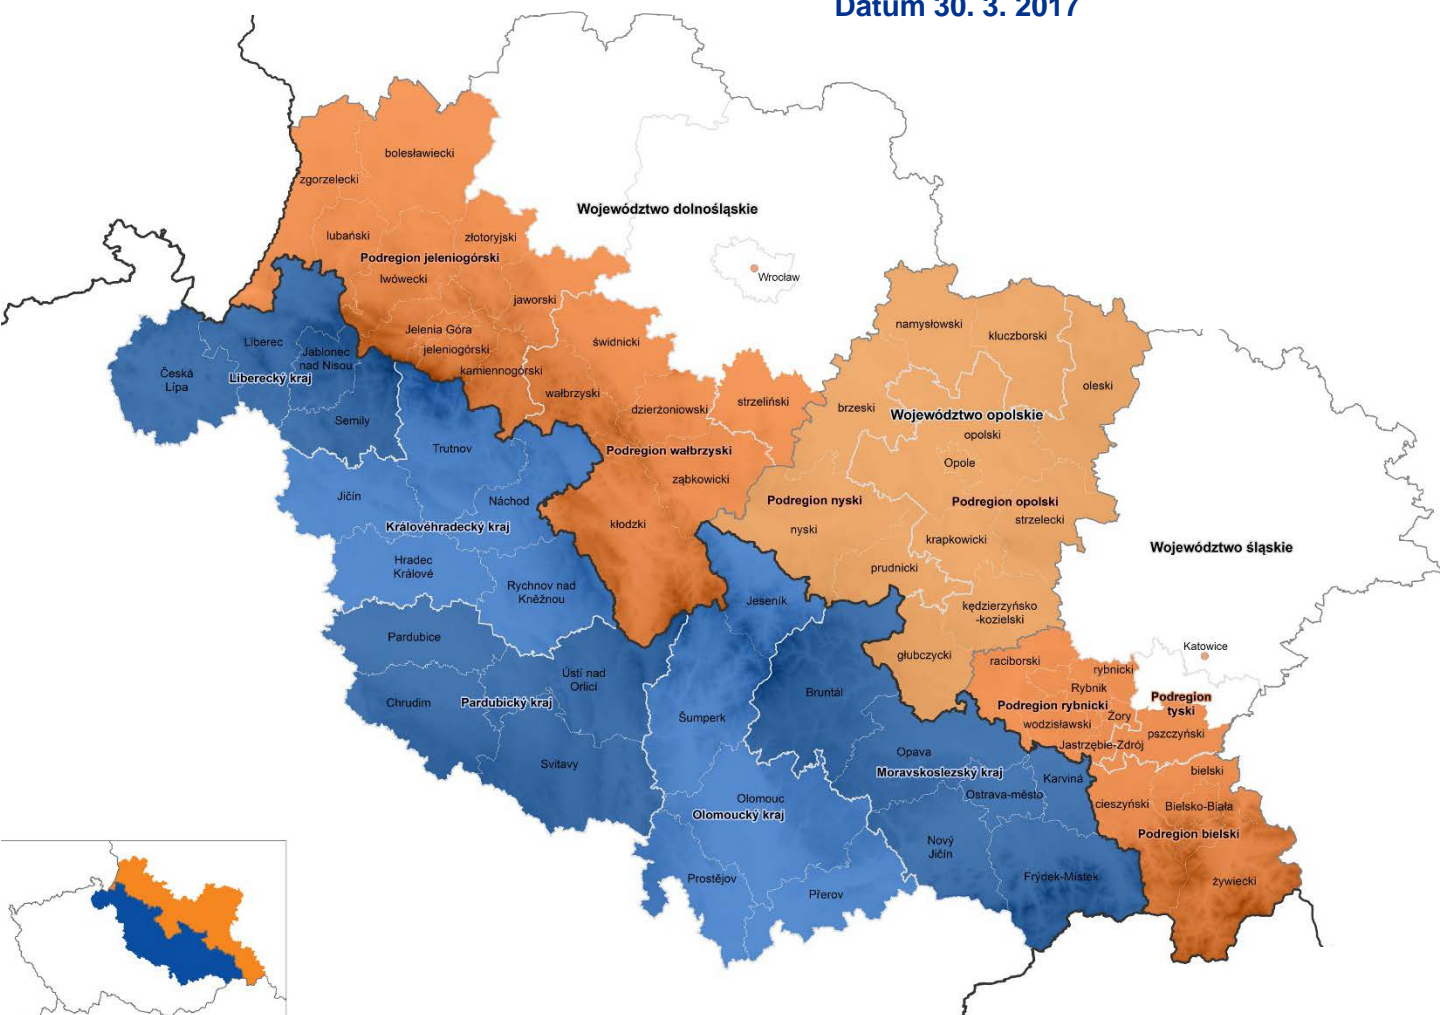 Datum 30. 3. 2017
bolesławiecki
zgorzelecki
Województwo dolnośląskie
lubański
złotoryjski
Podregion jeleniogórski
lwówecki
Wrocław
jaworski
namysłowski
kluczborski
Jelenia Góra
jeleniogórski
świdnicki
Liberec
Jablonec
nad Nisou
kamiennogórski
Česká
Lípa
Liberecký kraj
wałbrzyski
oleski
strzeliński
dzierżoniowski
brzeski
Województwo opolskie
Semily
opolski
Trutnov
Podregion wałbrzyski
Opole
ząbkowicki
Jičín
Náchod
Podregion nyski
Podregion opolski
Královéhradecký kraj
kłodzki
nyski
strzelecki
krapkowicki
Województwo śląskie
Hradec
Králové
prudnicki
Rychnov nad
Kněžnou
Jeseník
kędzierzyńsko
-kozielski
Pardubice
Katowice
głubczycki
raciborski
rybnicki
Ústí nad
Orlicí
Rybnik
Bruntál
Podregion
tyski
Chrudim
Pardubický kraj
Podregion rybnicki
Šumperk
wodzisławski
Żory
pszczyński
Jastrzębie-Zdrój
Opava
Svitavy
Moravskoslezský kraj
Karviná
bielski
Olomouc
Ostrava-město
cieszyński
Bielsko-Biała
Olomoucký kraj
Podregion bielski
Nový
Jičín
Prostějov
Frýdek-Místek
żywiecki
Přerov